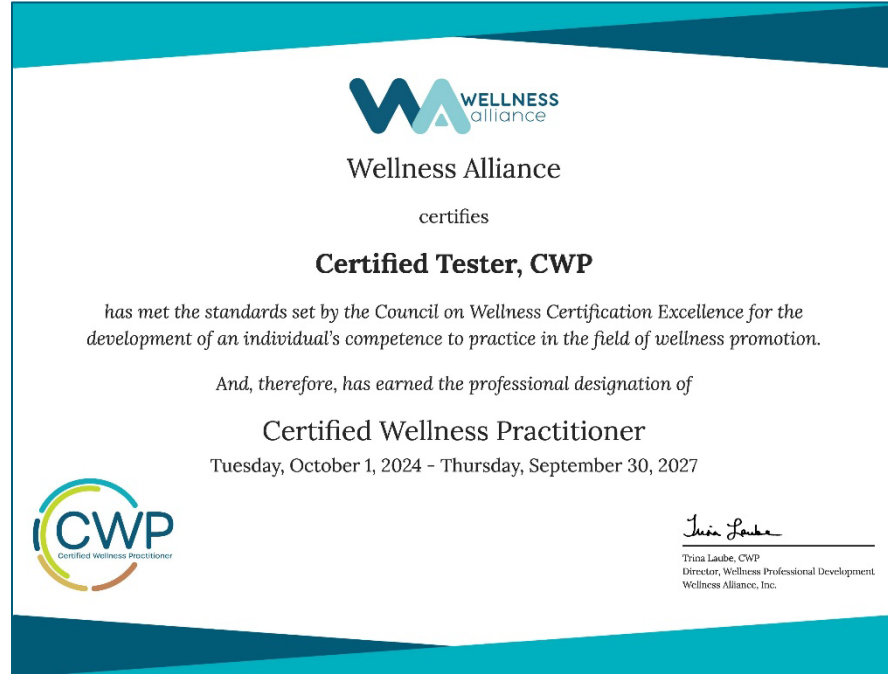 WELLNESS
alliance
Wellness Alliance
certifies
Certified Tester, CWP
has met the standards set by the Council on Wellness Certification Excellence for the
development of an individual's competence to practice in the field of wellness promotion.
And, therefore, has earned the professional designation of
Certified Wellness Practitioner
Tuesday, October 1, 2024 - Thursday, September 30, 2027
CWP
Certified Wellness Practitioner
Trina Laube
Trina Laube, CWP
Director, Wellness Professional Development
Wellness Alliance, Inc.